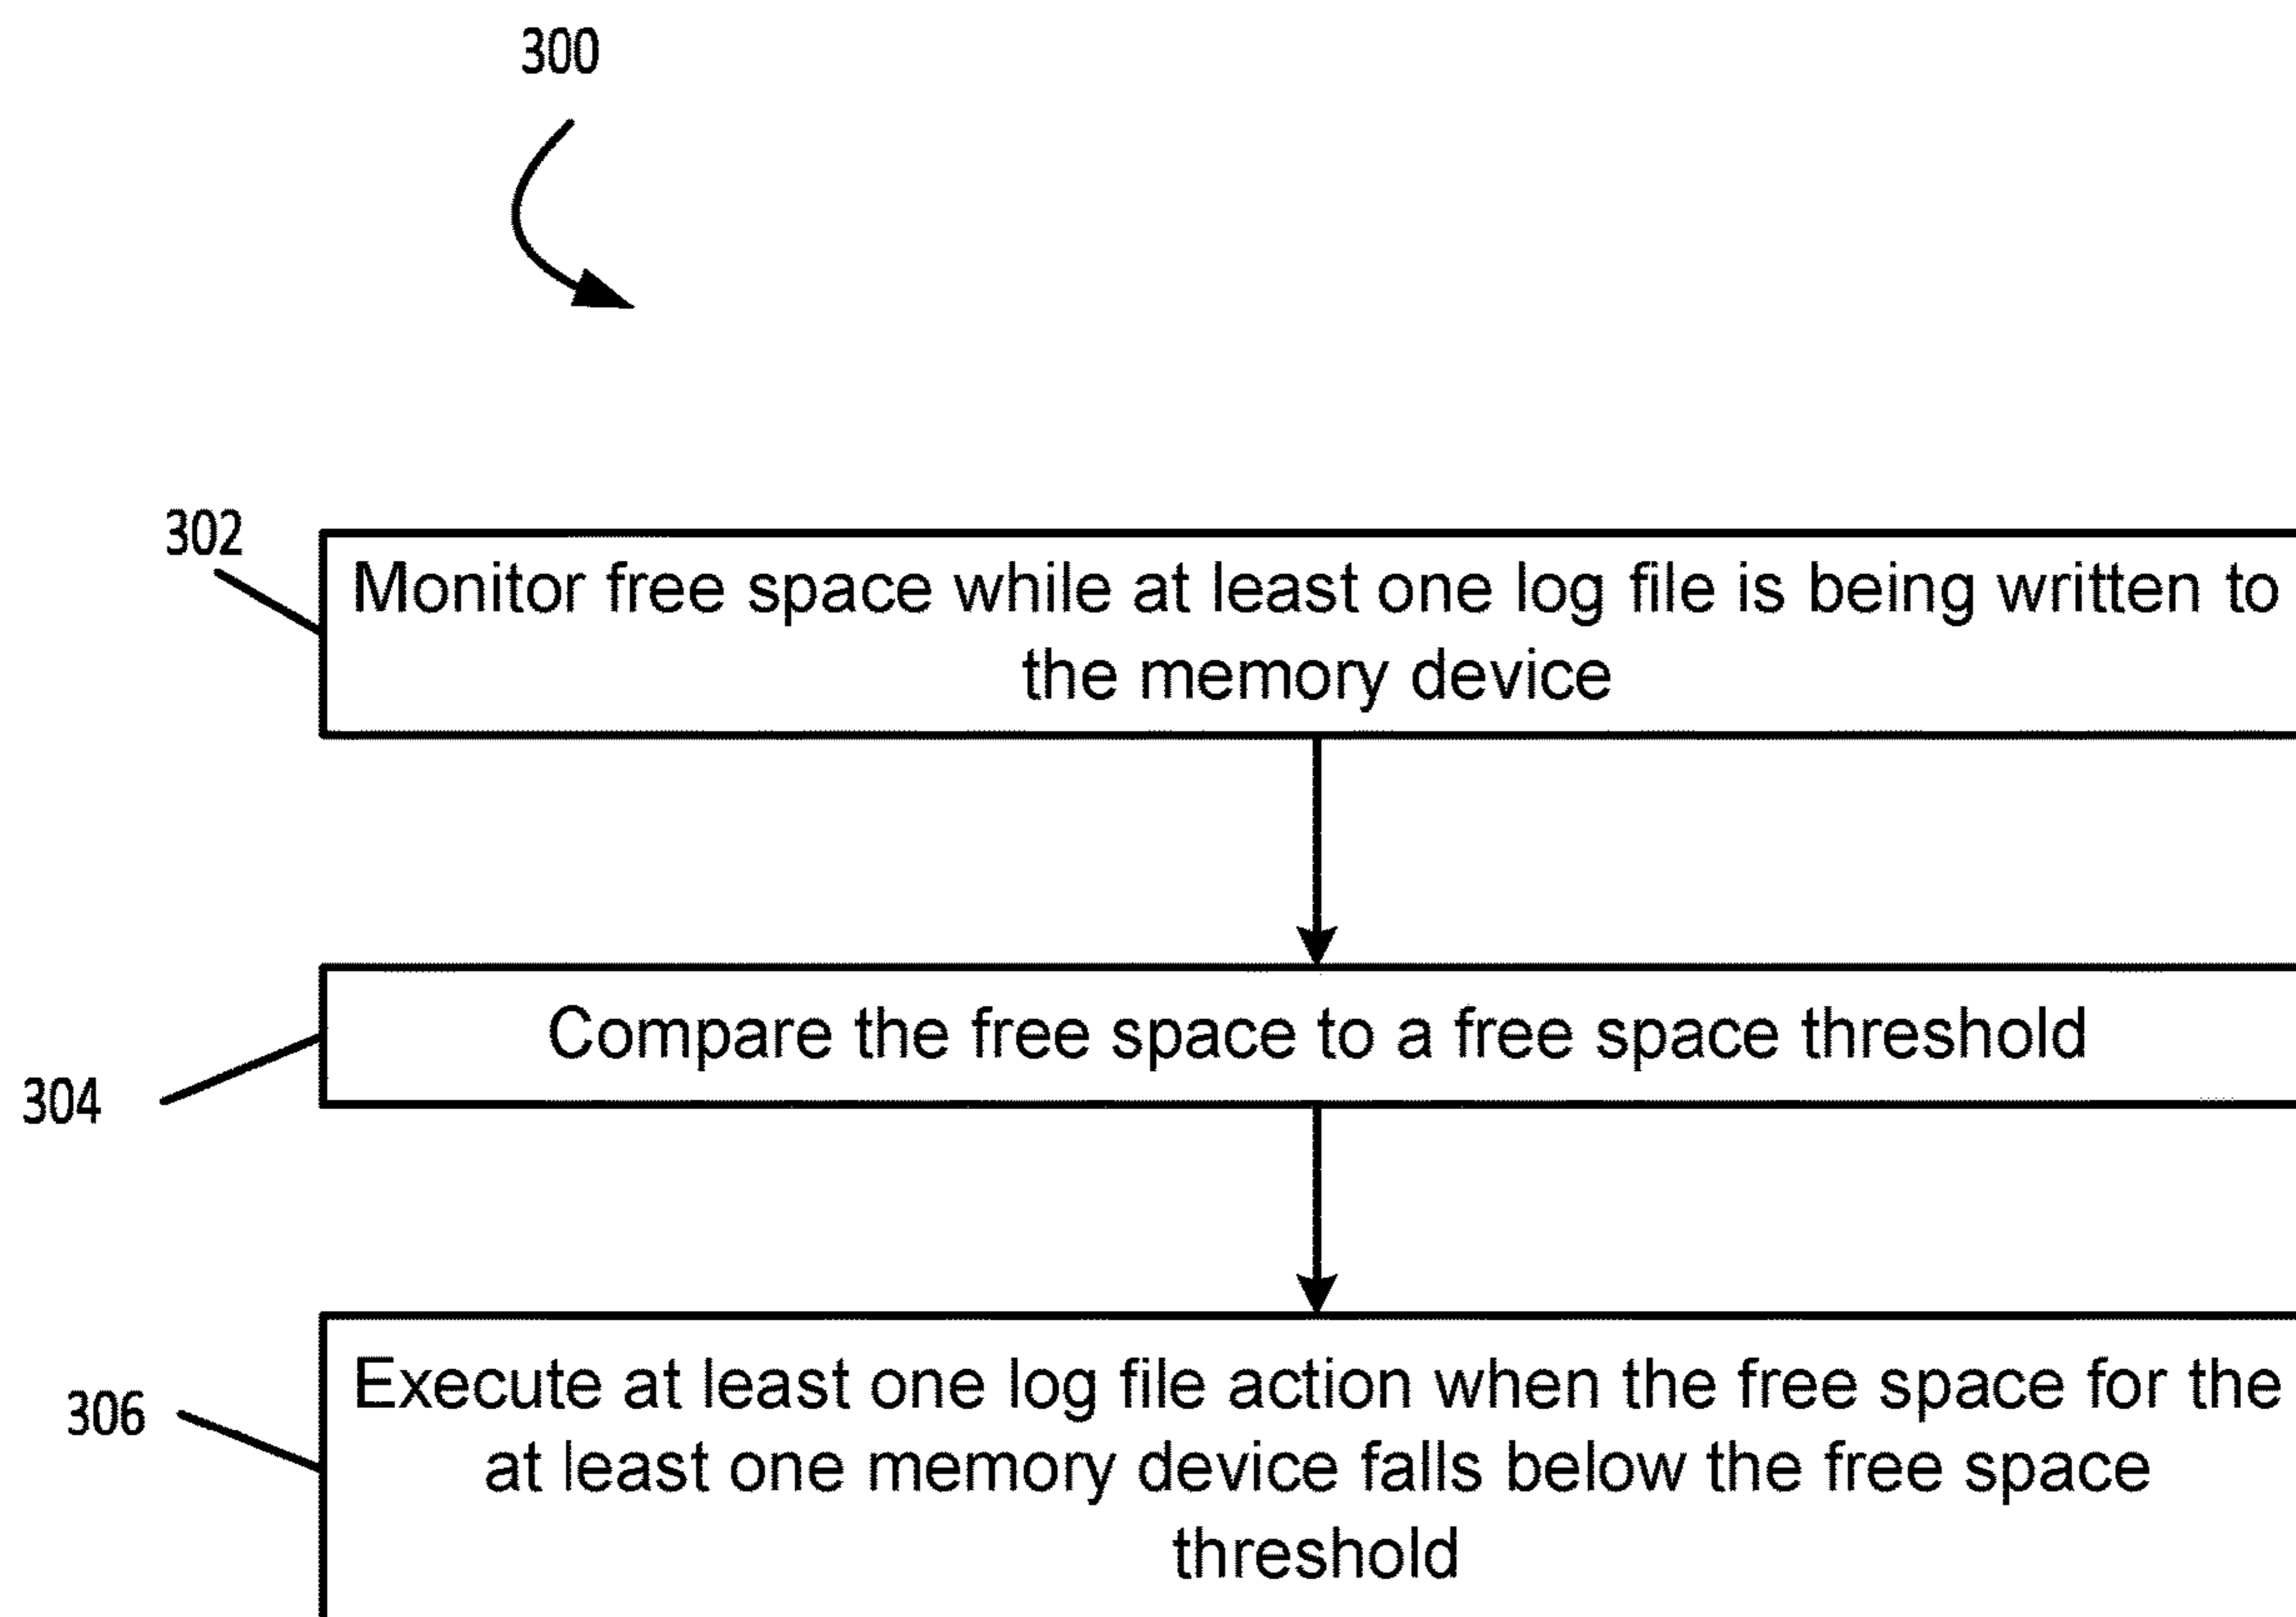 300
302
Monitor free space while at least one log file is being written to
the memory device
304
Compare the free space to a free space threshold
306
Execute at least one log file action when the free space for the
at least one memory device falls below the free space
threshold